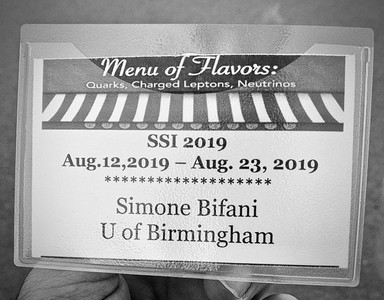 Menu of Flavors:
Quarks, Charged Leptons, Neutrinos
SSI 2019
Aug.12,2019 – Aug. 23, 2019
*******************
Simone Bifani
U of Birmingham